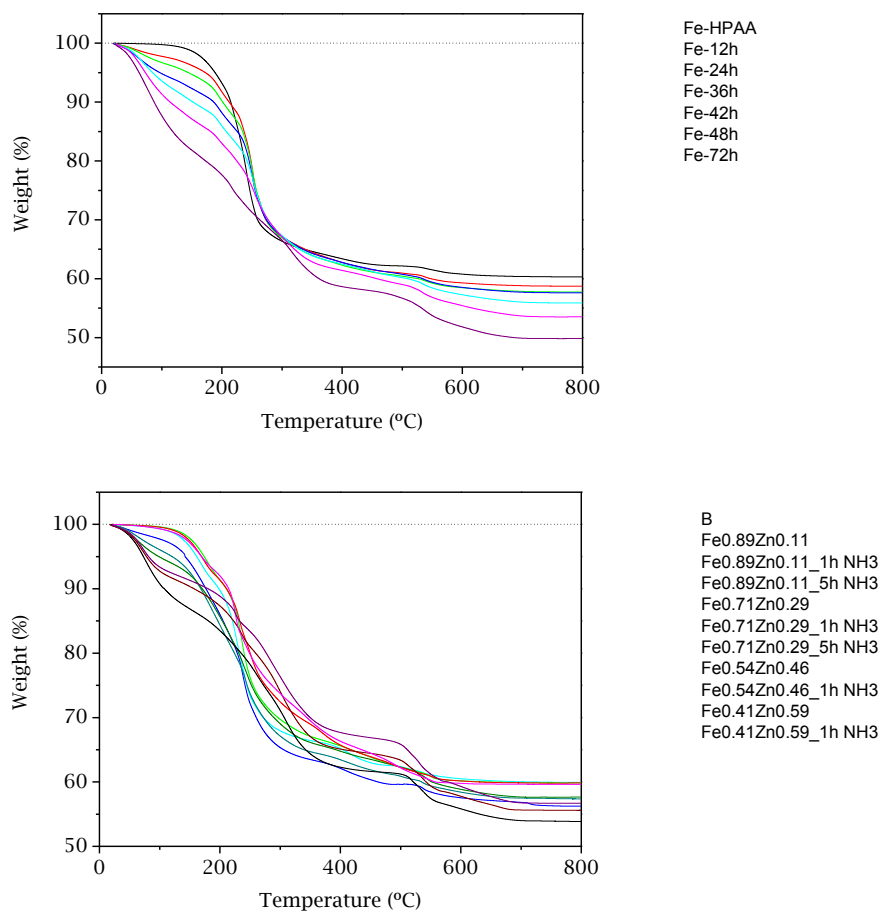 100
90
80
70
60
50
0
200
400
600
800
Weight (%)
Temperature (ºC)
Fe-HPAA
Fe-12h
Fe-24h
Fe-36h
Fe-42h
Fe-48h
Fe-72h
100
90
80
70
60
50
0
200
400
600
800
Weight (%)
Temperature (ºC)
B
Fe0.89Zn0.11
Fe0.89Zn0.11_1h NH3
Fe0.89Zn0.11_5h NH3
Fe0.71Zn0.29
Fe0.71Zn0.29_1h NH3
Fe0.71Zn0.29_5h NH3
Fe0.54Zn0.46
Fe0.54Zn0.46_1h NH3
Fe0.41Zn0.59
Fe0.41Zn0.59_1h NH3